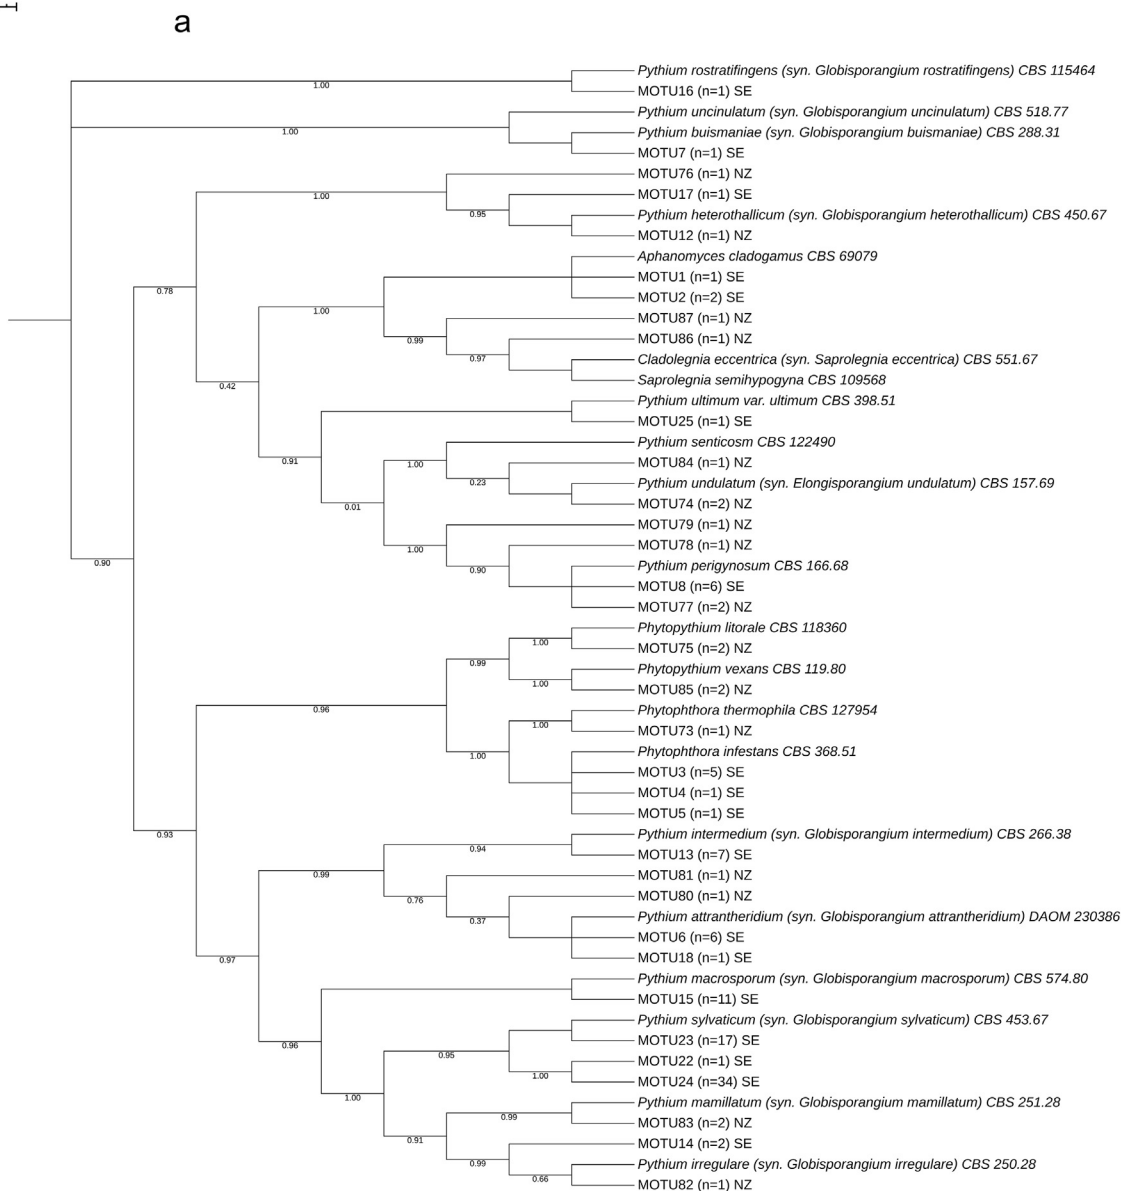 a
Pythium rostratifingens (syn. Globisporangium rostratifingens) CBS 115464
1.00
MOTU16 (n=1) SE
Pythium uncinulatum (syn. Globisporangium uncinulatum) CBS 518.77
1.00
Pythium buismaniae (syn. Globisporangium buismaniae) CBS 288.31
MOTU7 (n=1) SE
MOTU76 (n=1) NZ
1.00
MOTU17 (n=1) SE
0.95
Pythium heterothallicum (syn. Globisporangium heterothallicum) CBS 450.67
MOTU12 (n=1) NZ
Aphanomyces cladogamus CBS 69079
MOTU1 (n=1) SE
0.78
MOTU2 (n=2) SE
1.00
MOTU87 (n=1) NZ
0.99
MOTU86 (n=1) NZ
0.97
Cladolegnia eccentrica (syn. Saprolegnia eccentrica) CBS 551.67
0.42
Saprolegnia semihypogyna CBS 109568
Pythium ultimum var. ultimum CBS 398.51
MOTU25 (n=1) SE
Pythium senticosm CBS 122490
0.91
1.00
MOTU84 (n=1) NZ
0.23
Pythium undulatum (syn. Elongisporangium undulatum) CBS 157.69
0.01
MOTU74 (n=2) NZ
MOTU79 (n=1) NZ
1.00
MOTU78 (n=1) NZ
0.90
0.90
Pythium perigynosum CBS 166.68
MOTU8 (n=6) SE
MOTU77 (n=2) NZ
Phytopythium litorale CBS 118360
1.00
MOTU75 (n=2) NZ
0.99
Phytopythium vexans CBS 119.80
1.00
MOTU85 (n=2) NZ
0.96
Phytophthora thermophila CBS 127954
1.00
MOTU73 (n=1) NZ
1.00
Phytophthora infestans CBS 368.51
MOTU3 (n=5) SE
MOTU4 (n=1) SE
MOTU5 (n=1) SE
0.93
Pythium intermedium (syn. Globisporangium intermedium) CBS 266.38
0.94
MOTU13 (n=7) SE
0.99
MOTU81 (n=1) NZ
0.76
MOTU80 (n=1) NZ
0.37
Pythium attrantheridium (syn. Globisporangium attrantheridium) DAOM 230386
MOTU6 (n=6) SE
0.97
MOTU18 (n=1) SE
Pythium macrosporum (syn. Globisporangium macrosporum) CBS 574.80
MOTU15 (n=11) SE
Pythium sylvaticum (syn. Globisporangium sylvaticum) CBS 453.67
0.96
MOTU23 (n=17) SE
0.95
MOTU22 (n=1) SE
1.00
MOTU24 (n=34) SE
1.00
Pythium mamillatum (syn. Globisporangium mamillatum) CBS 251.28
0.99
MOTU83 (n=2) NZ
0.91
MOTU14 (n=2) SE
0.99
Pythium irregulare (syn. Globisporangium irregulare) CBS 250.28
0.66
MOTU82 (n=1) NZ